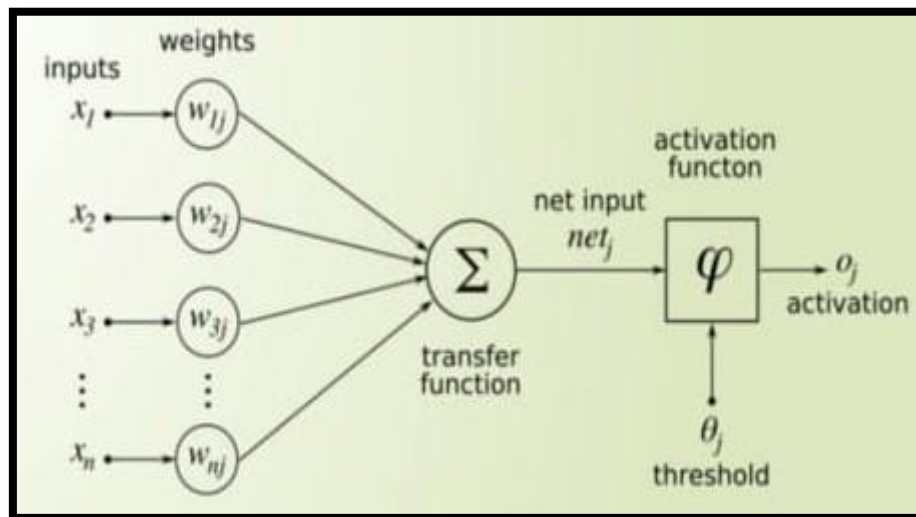 weights
inputs
x1
w1j
x2
w2j
x3
w3j
⋮
⋮
xn
wnj
Σ
transfer
function
net input
netj
activation
functon
φ
oj
activation
θj
threshold